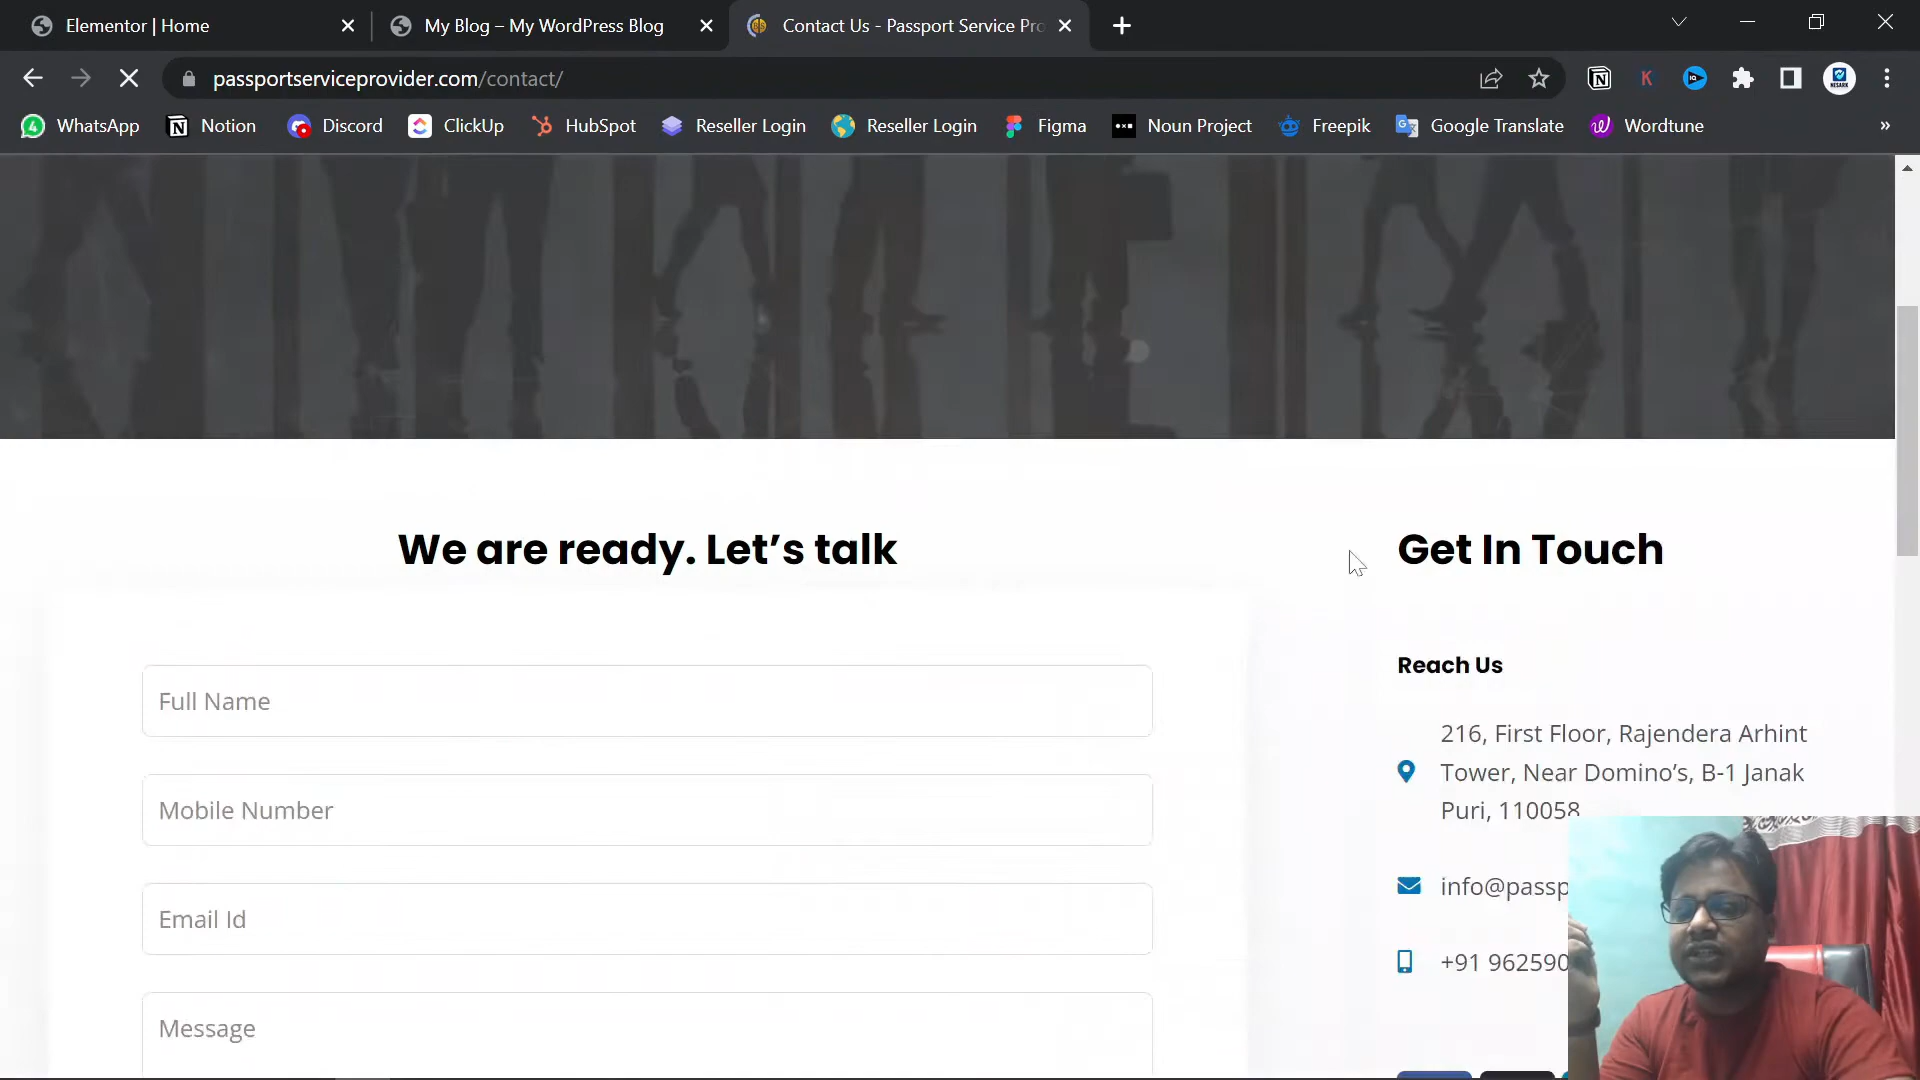 Elementor | Home
My Blog – My WordPress Blog
Contact Us - Passport Service Pro
passportserviceprovider.com/contact/
WhatsApp
Notion
Discord
ClickUp
HubSpot
Reseller Login
Reseller Login
Figma
Noun Project
Freepik
Google Translate
Wordtune
We are ready. Let’s talk
Full Name
Mobile Number
Email Id
Message
Get In Touch
Reach Us
216, First Floor, Rajendera Arhint
Tower, Near Domino’s, B-1 Janak
Puri, 110058
info@passp
+91 962590